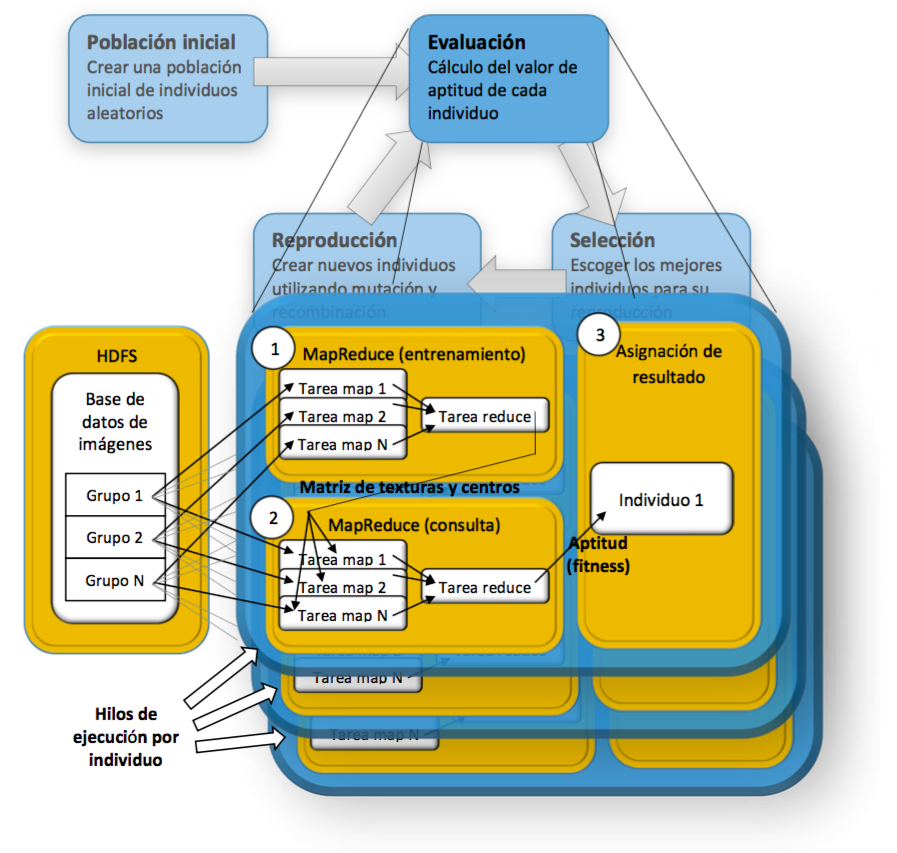 Población inicial
Crear una población
inicial de individuos
aleatorios
Evaluación
Cálculo del valor de
aptitud de cada
individuo
Reproducción
Crear nuevos individuos
utilizando mutación y
recombinación
Selección
Escoger los mejores
individuos para su
reproducción
HDFS
Base de
datos de
imágenes
Grupo 1
Grupo 2
Grupo N
1
MapReduce (entrenamiento)
Tarea map 1
Tarea map 2
Tarea map N
Tarea reduce
Matriz de texturas y centros
2
MapReduce (consulta)
Tarea map 1
Tarea map 2
Tarea map N
Tarea reduce
3
Asignación de
resultado
Individuo 1
Aptitud
(fitness)
Tarea map N
Tarea map N
Hilos de
ejecución por
individuo